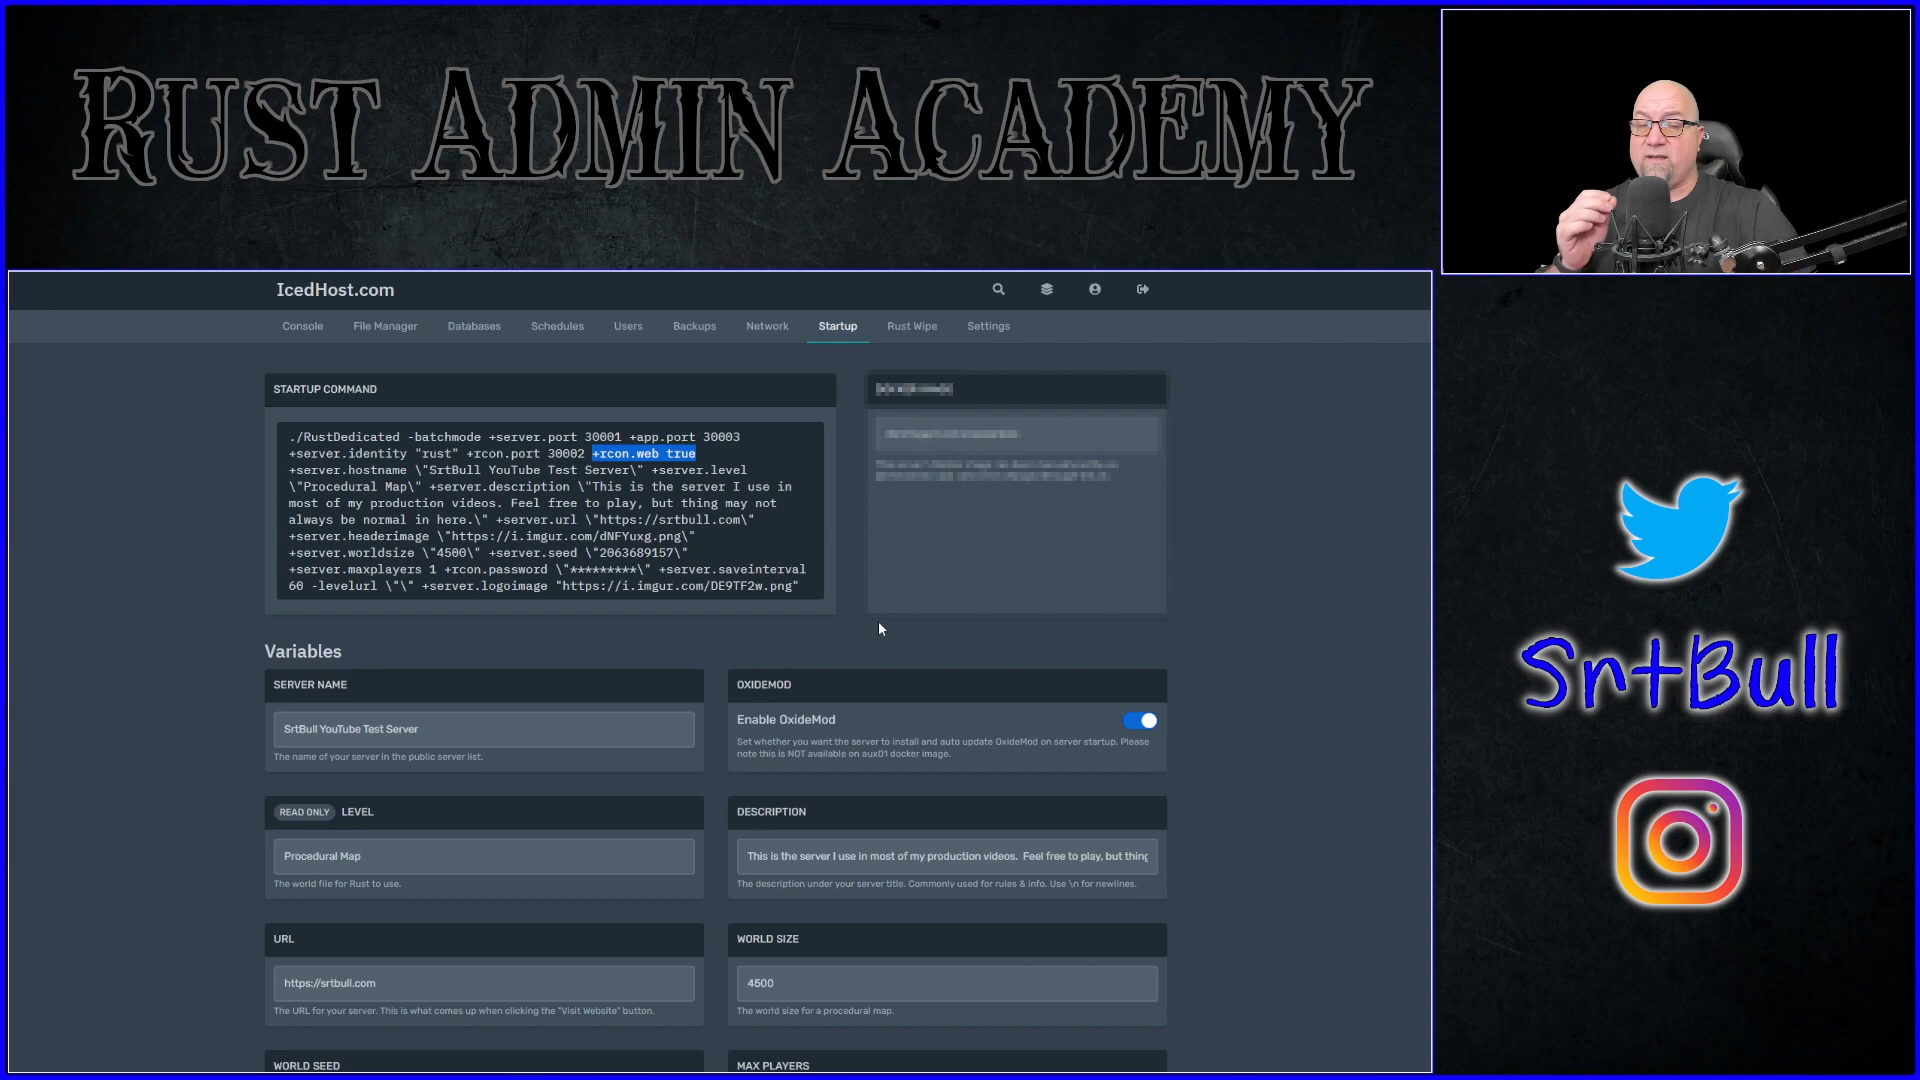 RUST ADMIN ACADEMY
IcedHost.com
Console File Manager Databases Schedules Users Backups Network Startup Rust Wipe Settings
STARTUP COMMAND
./RustDedicated -batchmode +server.port 30001 +app.port 30003
+server.identity "rust" +rcon.port 30002 +rcon.web true
+server.hostname \"SrtBull YouTube Test Server\" +server.level
\"Procedural Map\" +server.description \"This is the server I use in
most of my production videos. Feel free to play, but thing may not
always be normal in here.\" +server.url \"https://srtbull.com\"
+server.headerimage \"https://i.imgur.com/dNFYuxg.png\"
+server.worldsize \"4500\" +server.seed \"2063689157\"
+server.maxplayers 1 +rcon.password \"*********\" +server.saveinterval
60 -levelurl \"\" +server.logoimage "https://i.imgur.com/DE9TF2w.png"
Variables
SERVER NAME
SrtBull YouTube Test Server
The name of your server in the public server list.
OXIDEMOD
Enable OxideMod
Set whether you want the server to install and auto update OxideMod on server startup. Please
note this is NOT available on aux01 docker image.
READ ONLY LEVEL
Procedural Map
The world file for Rust to use.
DESCRIPTION
This is the server I use in most of my production videos. Feel free to play, but thing
The description under your server title. Commonly used for rules & info. Use \n for newlines.
URL
https://srtbull.com
The URL for your server. This is what comes up when clicking the "Visit Website" button.
WORLD SIZE
4500
The world size for a procedural map.
WORLD SEED
MAX PLAYERS
SrtBull